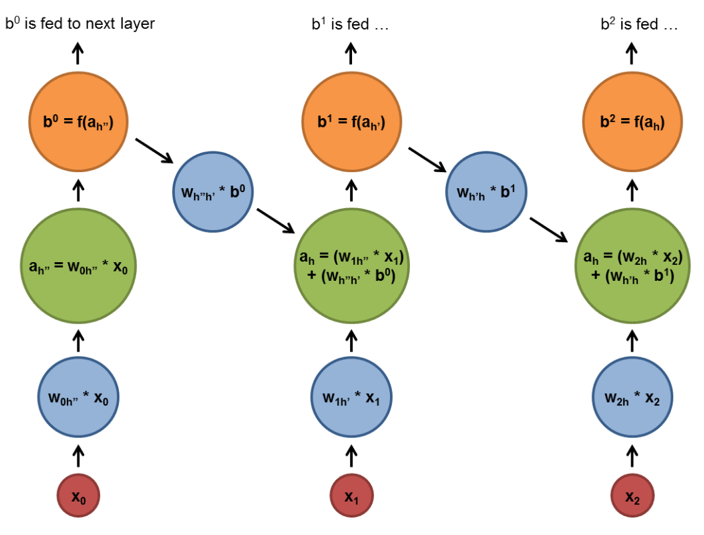 b⁰ is fed to next layer
b¹ is fed …
b² is fed …
b⁰ = f(aₕ”)
b¹ = f(aₕ’)
b² = f(aₕ)
wₕ”ₕ’ * b⁰
wₕ’ₕ * b¹
aₕ” = w₀ₕ” * x₀
aₕ = (w₁ₕ” * x₁)
+ (wₕ”ₕ’ * b⁰)
aₕ = (w₂ₕ * x₂)
+ (wₕ’ₕ * b¹)
w₀ₕ” * x₀
w₁ₕ’ * x₁
w₂ₕ * x₂
x₀
x₁
x₂